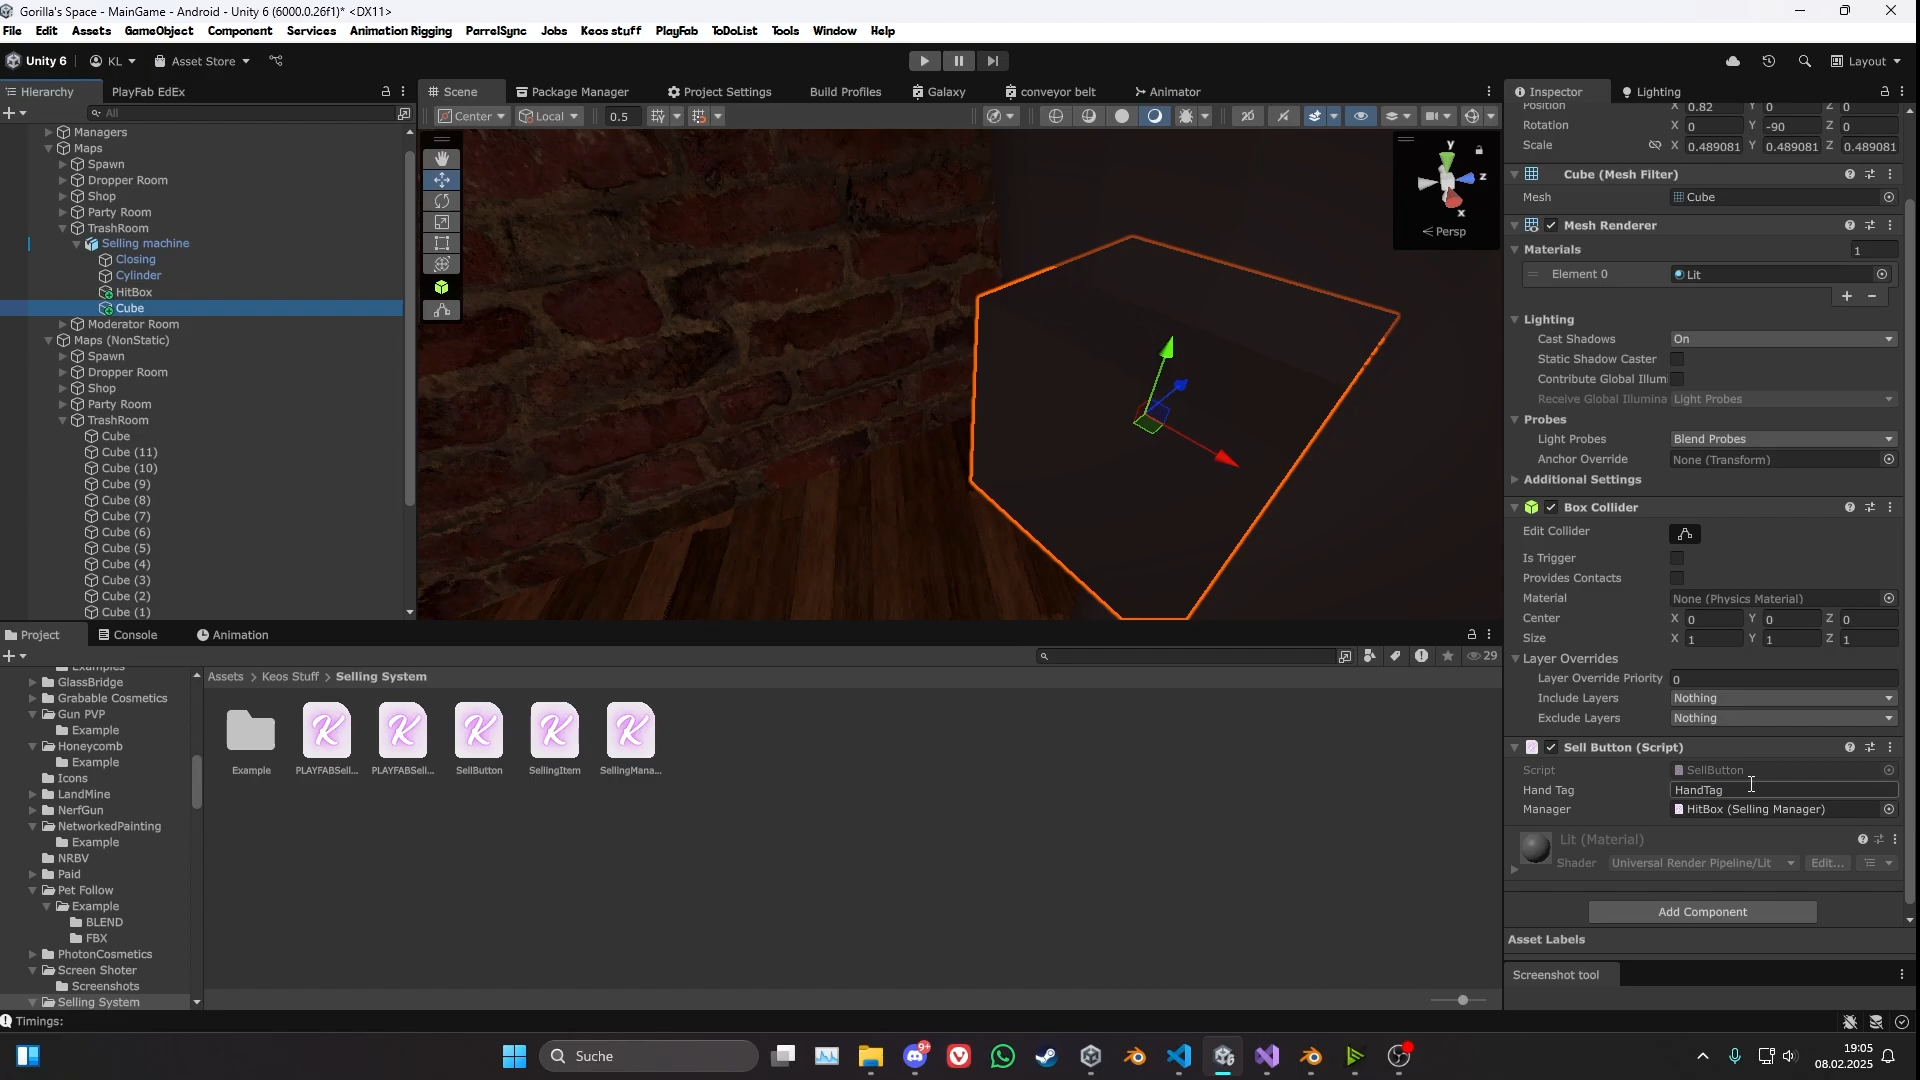 Gorilla's Space - MainGame - Android - Unity 6 (6000.0.26f1)* <DX11>
File Edit Assets GameObject Component Services Animation Rigging ParrelSync Jobs Keos stuff PlayFab ToDoList Tools Window Help
Unity 6 KL Asset Store Layout
Hierarchy PlayFab EdEx Scene Package Manager Project Settings Build Profiles Galaxy conveyor belt Animator Inspector Lighting
All Center Local 0.5
Managers
Maps
Spawn
Dropper Room
Shop
Party Room
TrashRoom
Selling machine
Closing
Cylinder
HitBox
Cube
Moderator Room
Maps (NonStatic)
Spawn
Dropper Room
Shop
Party Room
TrashRoom
Cube
Cube (11)
Cube (10)
Cube (9)
Cube (8)
Cube (7)
Cube (6)
Cube (5)
Cube (4)
Cube (3)
Cube (2)
Cube (1)
y
z
x
Persp
Position X 0.82 Y 0 Z 0
Rotation X 0 Y -90 Z 0
Scale X 0.489081 Y 0.489081 Z 0.489081
Cube (Mesh Filter)
Mesh Cube
Mesh Renderer
Materials 1
Element 0 Lit
Lighting
Cast Shadows On
Static Shadow Caster
Contribute Global Illum
Receive Global Illumina Light Probes
Probes
Light Probes Blend Probes
Anchor Override None (Transform)
Additional Settings
Box Collider
Edit Collider
Is Trigger
Provides Contacts
Material None (Physics Material)
Center X 0 Y 0 Z 0
Size X 1 Y 1 Z 1
Layer Overrides
Layer Override Priority 0
Include Layers Nothing
Exclude Layers Nothing
Sell Button (Script)
Script SellButton
Hand Tag HandTag
Manager HitBox (Selling Manager)
Lit (Material)
Shader Universal Render Pipeline/Lit Edit...
Add Component
Asset Labels
Screenshot tool
Project Console Animation
29
Examples
GlassBridge
Grabable Cosmetics
Gun PVP
Example
Honeycomb
Example
Icons
LandMine
NerfGun
NetworkedPainting
Example
NRBV
Paid
Pet Follow
Example
BLEND
FBX
PhotonCosmetics
Screen Shoter
Screenshots
Selling System
Assets > Keos Stuff > Selling System
Example PLAYFABSell... PLAYFABSell... SellButton SellingItem SellingMana...
Timings:
Suche
9+
19:05
08.02.2025